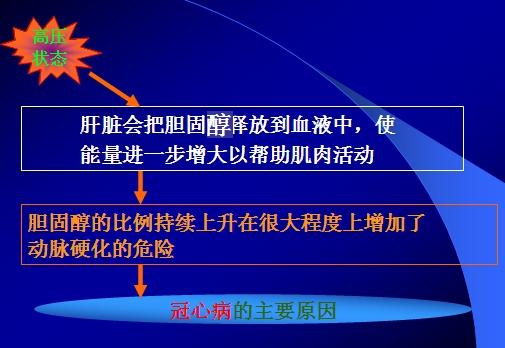 高压
状态
肝脏会把胆固醇释放到血液中，使
能量进一步增大以帮助肌肉活动
胆固醇的比例持续上升在很大程度上增加了
动脉硬化的危险
冠心病的主要原因